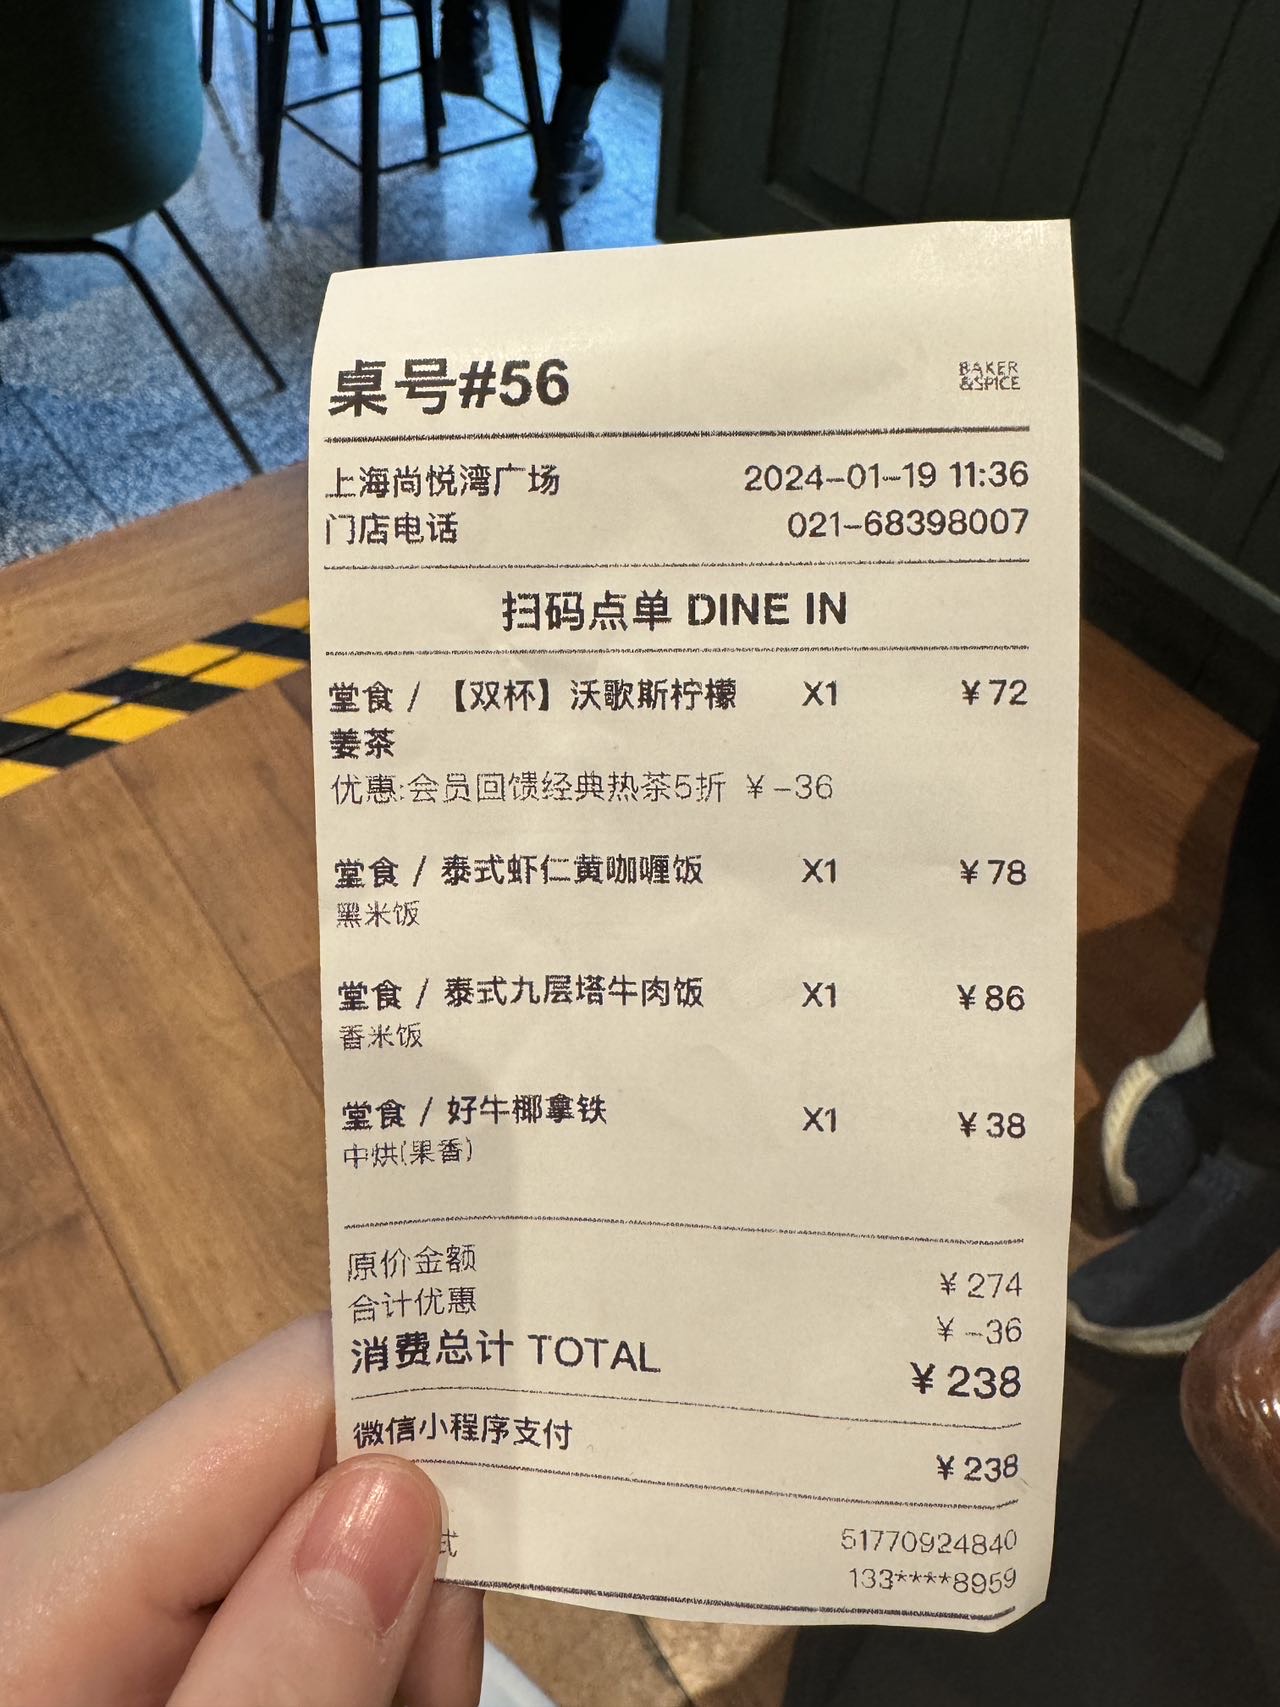 桌号#56
BAKER
&SPICE
上海尚悦湾广场 2024-01-19 11:36
门店电话 021-68398007
扫码点单 DINE IN
堂食 / 【双杯】沃歌斯柠檬 X1 ¥72
姜茶
优惠:会员回馈经典热茶5折 ¥-36
堂食 / 泰式虾仁黄咖喱饭 X1 ¥78
黑米饭
堂食 / 泰式九层塔牛肉饭 X1 ¥86
香米饭
堂食 / 好牛椰拿铁 X1 ¥38
中烘(果香)
原价金额 ¥274
合计优惠 ¥-36
消费总计 TOTAL ¥238
微信小程序支付 ¥238
51770924840
式 133****8959